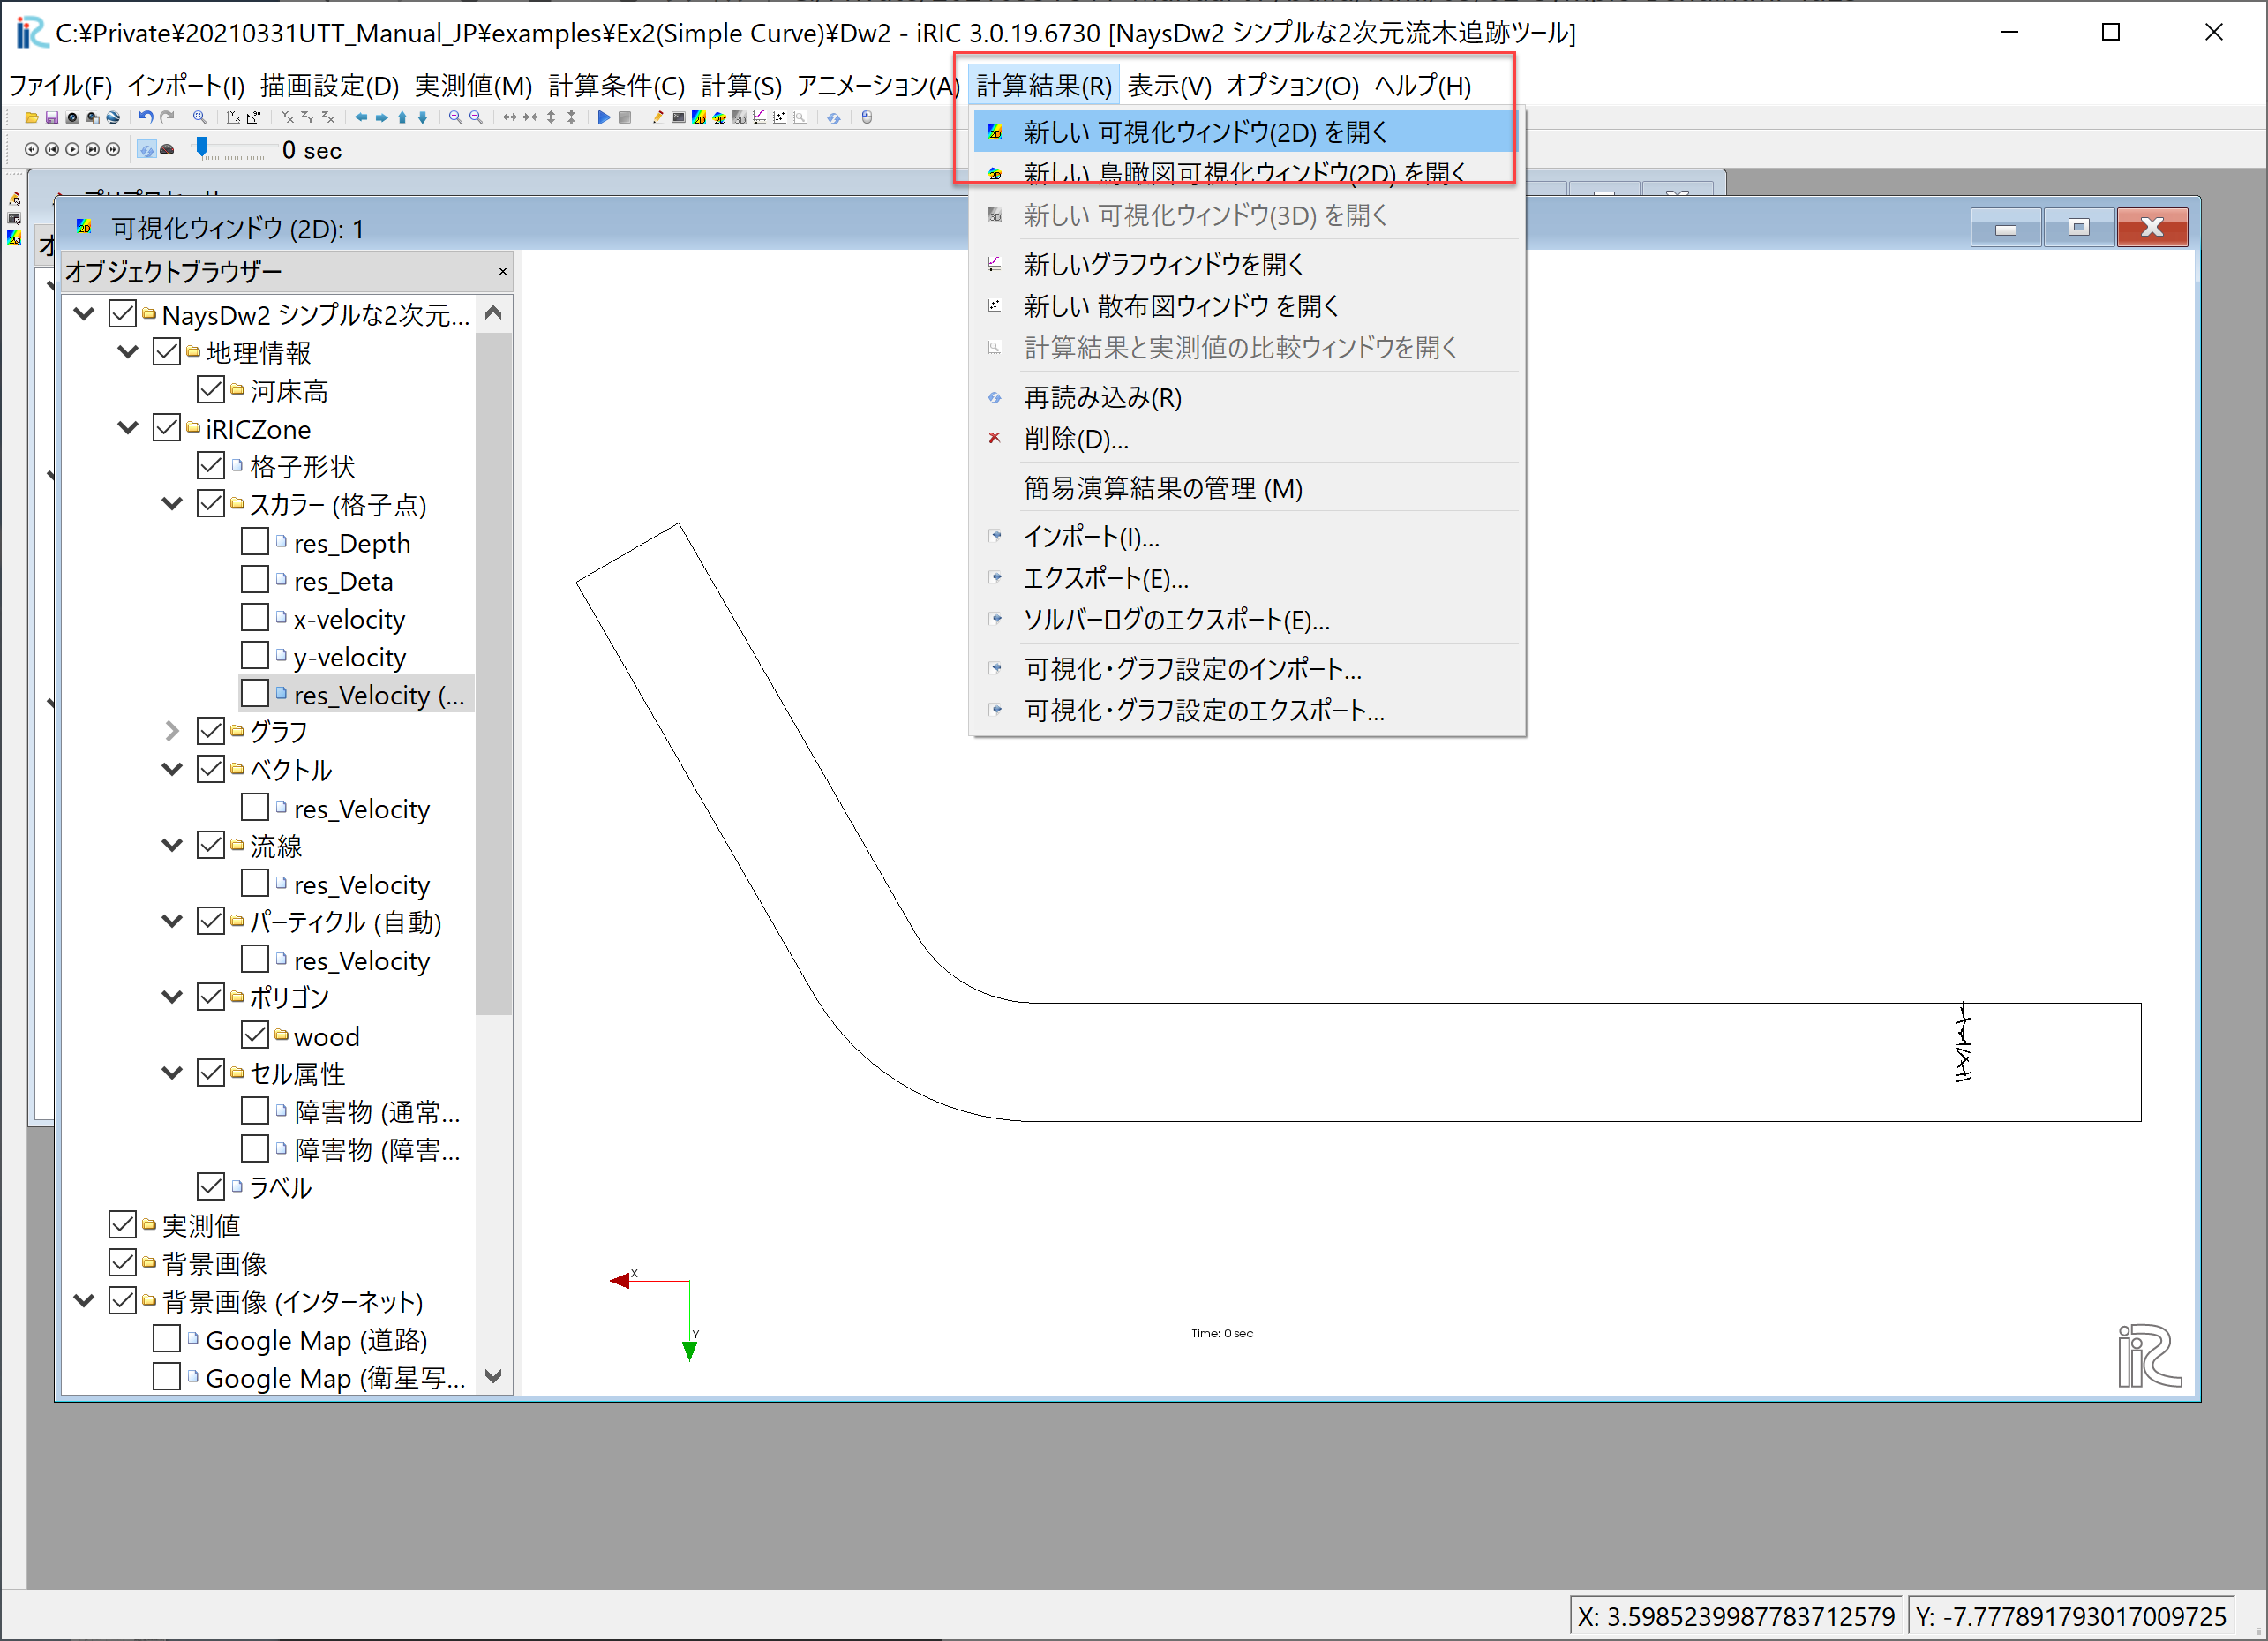 C:¥Private¥20210331UTT_Manual_JP¥examples¥Ex2(Simple Curve)¥Dw2 - iRIC 3.0.19.6730 [NaysDw2 シンプルな2次元流木追跡ツール]
ファイル(F) インポート(I) 描画設定(D) 実測値(M) 計算条件(C) 計算(S) アニメーション(A) 計算結果(R) 表示(V) オプション(O) ヘルプ(H)
0 sec
新しい 可視化ウィンドウ(2D) を開く
新しい 鳥瞰図可視化ウィンドウ(2D) を開く
新しい 可視化ウィンドウ(3D) を開く
新しいグラフウィンドウを開く
新しい 散布図ウィンドウ を開く
計算結果と実測値の比較ウィンドウを開く
再読み込み(R)
削除(D)...
簡易演算結果の管理 (M)
インポート(I)...
エクスポート(E)...
ソルバーログのエクスポート(E)...
可視化・グラフ設定のインポート...
可視化・グラフ設定のエクスポート...
可視化ウィンドウ (2D): 1
オブジェクトブラウザー
NaysDw2 シンプルな2次元...
地理情報
河床高
iRICZone
格子形状
スカラー (格子点)
res_Depth
res_Deta
x-velocity
y-velocity
res_Velocity (...
グラフ
ベクトル
res_Velocity
流線
res_Velocity
パーティクル (自動)
res_Velocity
ポリゴン
wood
セル属性
障害物 (通常...
障害物 (障害...
ラベル
実測値
背景画像
背景画像 (インターネット)
Google Map (道路)
Google Map (衛星写...
X
Y
Time: 0 sec
iRiC
X: 3.5985239987783712579
Y: -7.777891793017009725